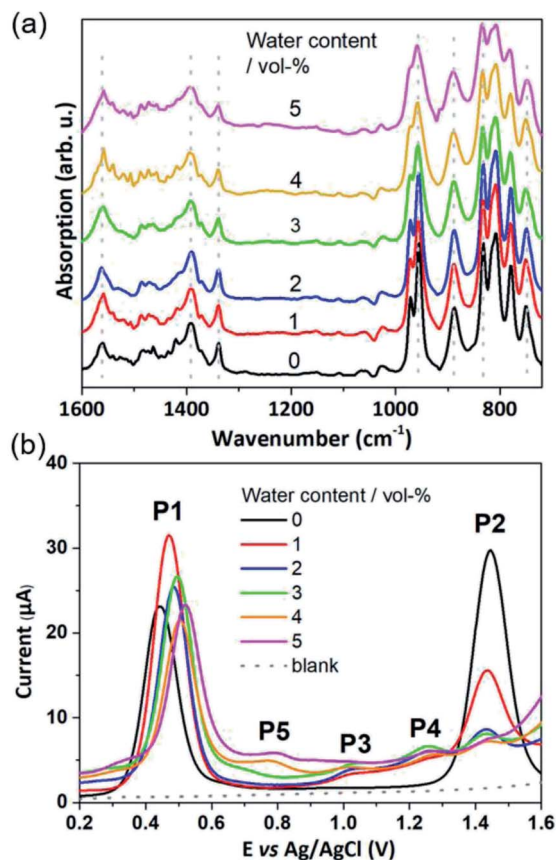 (a)
Water content
/ vol-%
5
4
3
2
1
0
Absorption (arb. u.)
1600 1400 1200 1000 800
Wavenumber (cm⁻¹)
(b)
40
30
20
10
0
Current (µA)
P1
P2
P5
P3
P4
Water content / vol-%
0
1
2
3
4
5
blank
0.2 0.4 0.6 0.8 1.0 1.2 1.4 1.6
E vs Ag/AgCl (V)